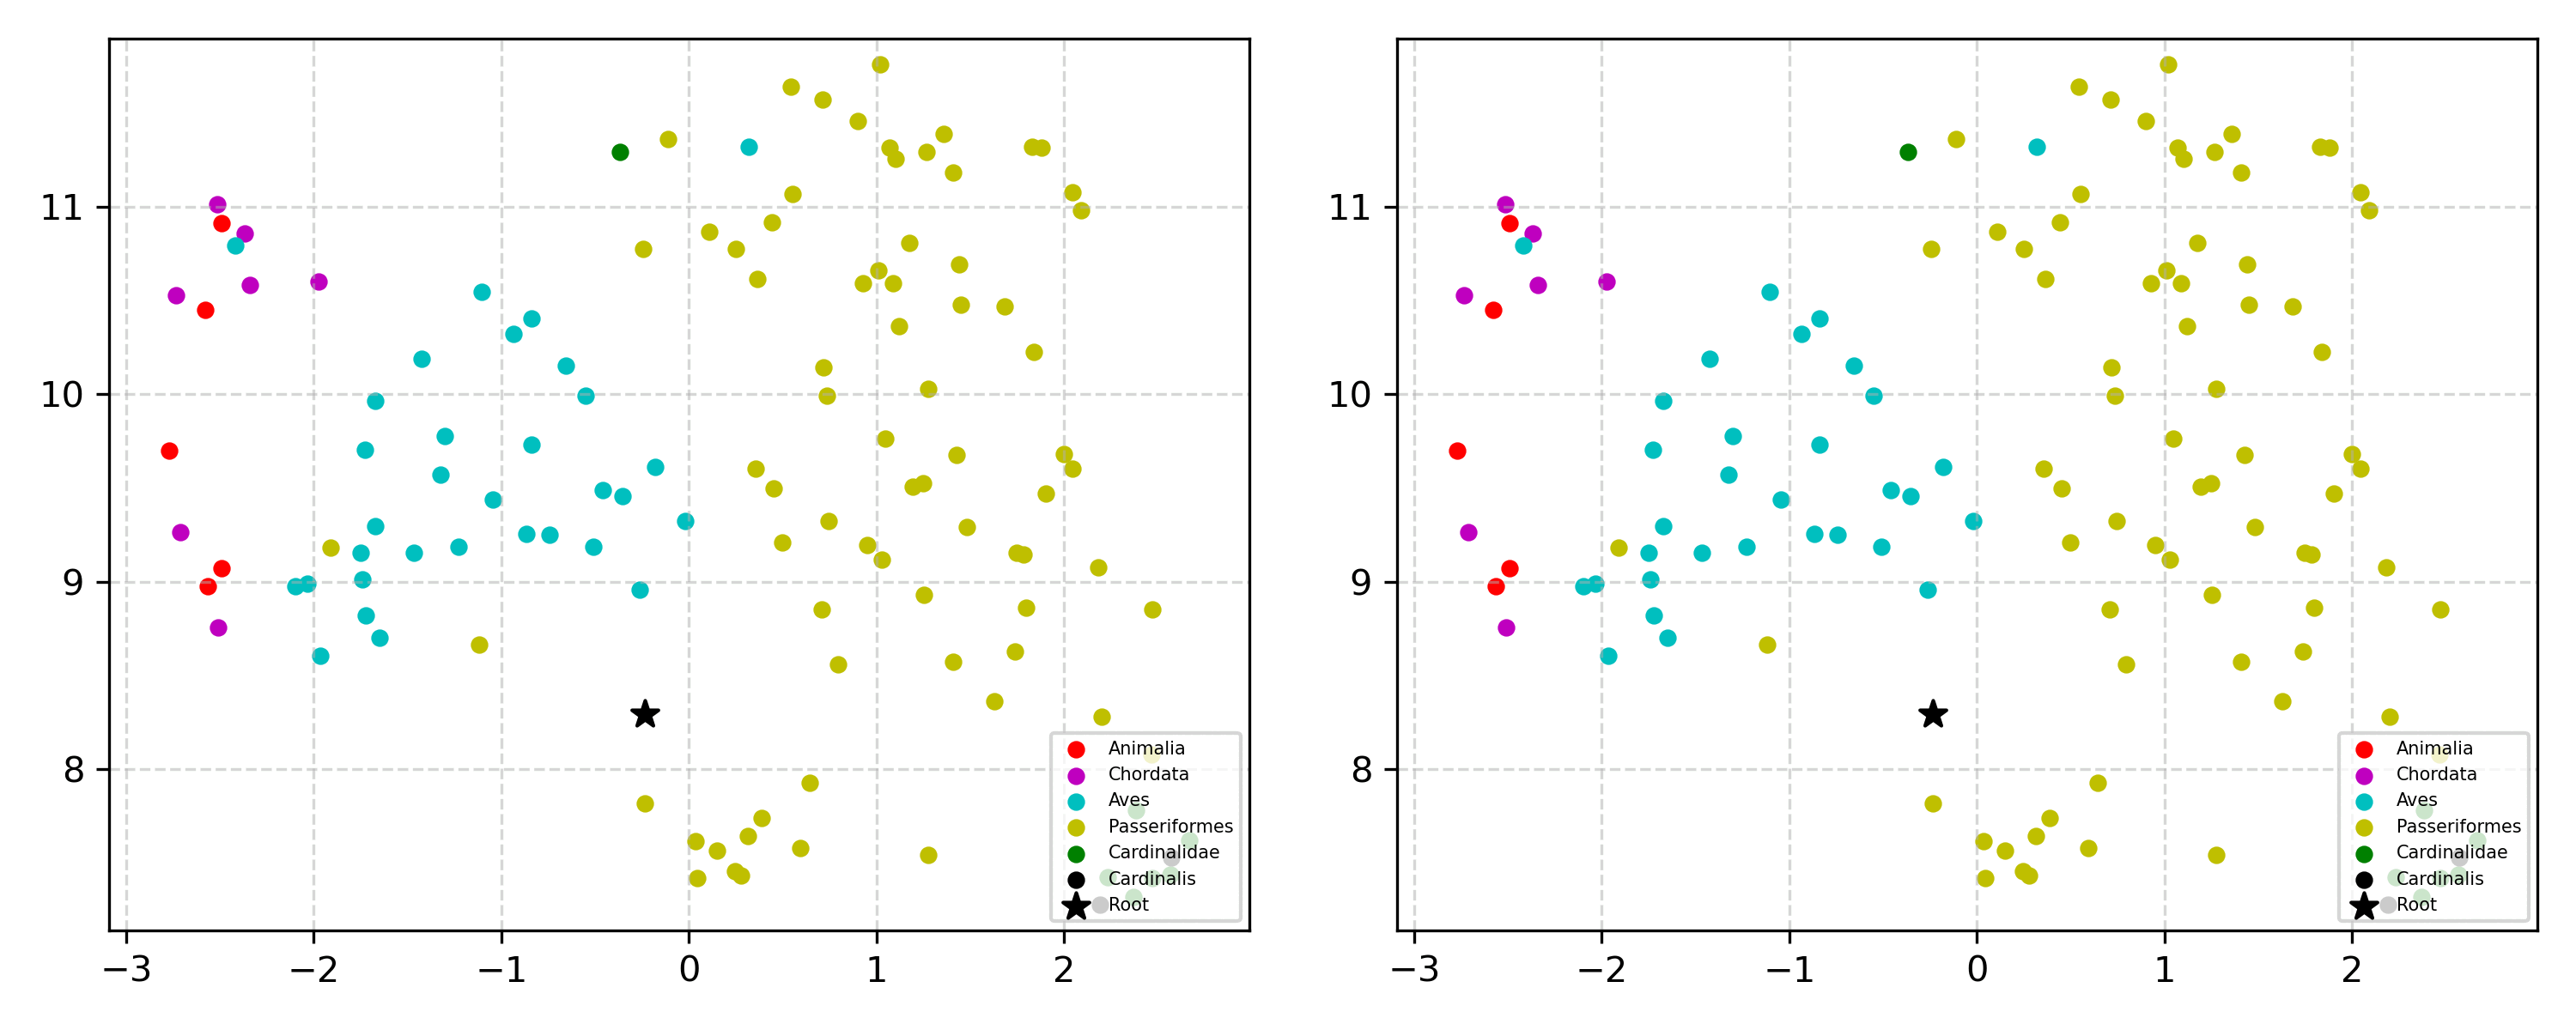 11
10
9
8
−3 −2 −1 0 1 2
Animalia
Chordata
Aves
Passeriformes
Cardinalidae
Cardinalis
Root
11
10
9
8
−3 −2 −1 0 1 2
Animalia
Chordata
Aves
Passeriformes
Cardinalidae
Cardinalis
Root